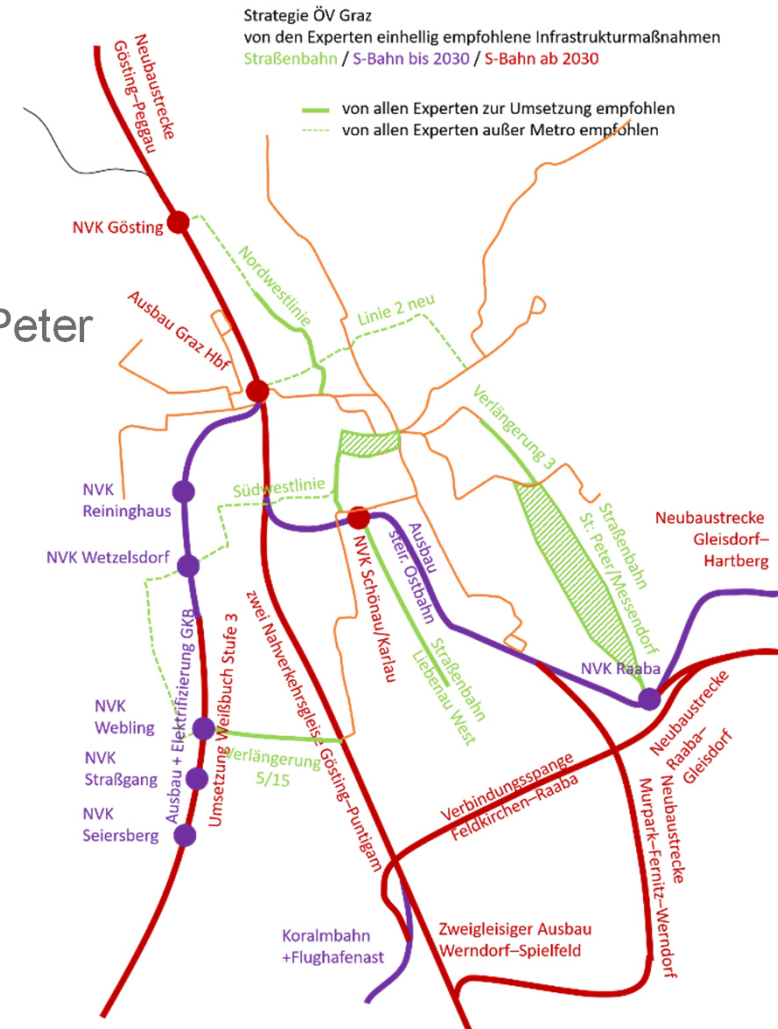 Strategie ÖV Graz
von den Experten einhellig empfohlene Infrastrukturmaßnahmen
Straßenbahn / S-Bahn bis 2030 / S-Bahn ab 2030
von allen Experten zur Umsetzung empfohlen
von allen Experten außer Metro empfohlen
Neubaustrecke
Gösting–Peggau
NVK Gösting
Nordwestlinie
Peter
Ausbau Graz Hbf
Linie 2 neu
Verlängerung 3
NVK
Reininghaus
Südwestlinie
NVK Wetzelsdorf
Ausbau
steir. Ostbahn
Straßenbahn
St. Peter/Messendorf
Neubaustrecke
Gleisdorf–
Hartberg
NVK Schönau/Karlau
Straßenbahn
Liebenau West
NVK Raaba
zwei Nahverkehrsgleise Gösting–Puntigam
Ausbau + Elektrifizierung GKB
Umsetzung Weißbuch Stufe 3
NVK
Webling
Verlängerung
5/15
NVK
Straßgang
NVK
Seiersberg
Neubaustrecke
Raaba–
Gleisdorf
Verbindungsspange
Feldkirchen–Raaba
Neubaustrecke
Murpark–Fernitz–Werndorf
Koralmbahn
+Flughafenast
Zweigleisiger Ausbau
Werndorf–Spielfeld